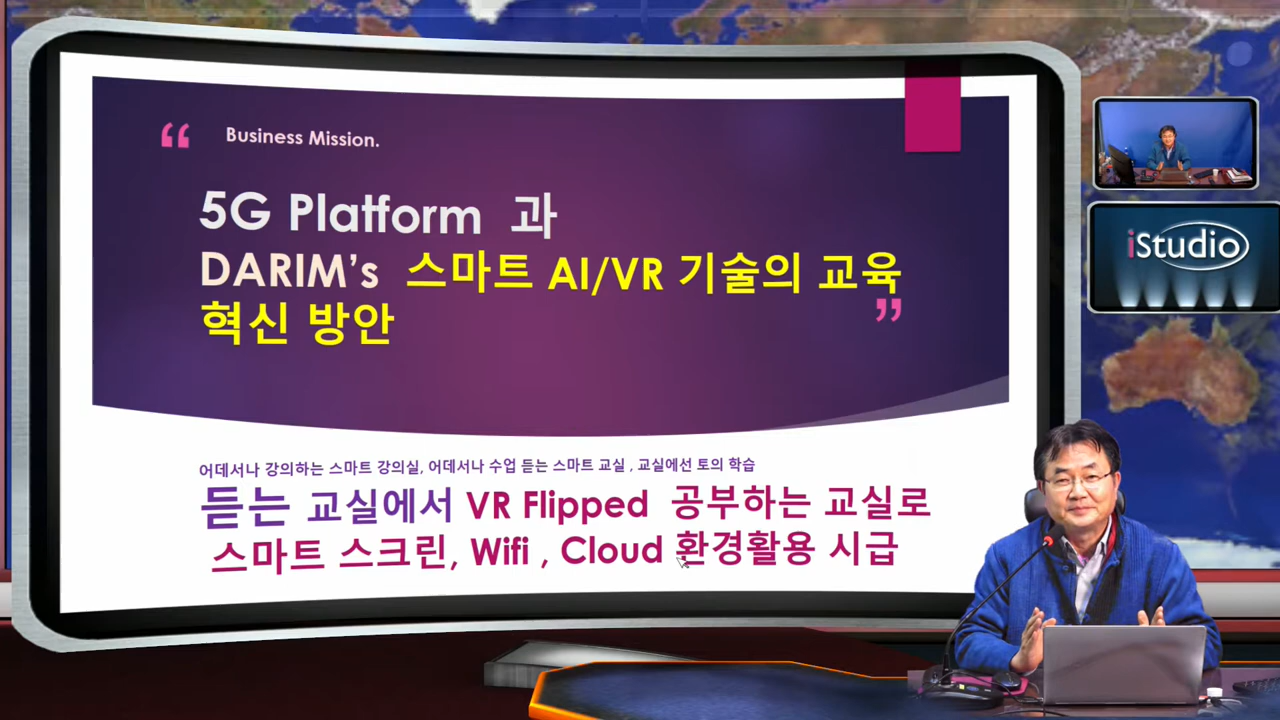 Business Mission.
5G Platform 과
DARIM’s 스마트 AI/VR 기술의 교육
혁신 방안
어데서나 강의하는 스마트 강의실, 어데서나 수업 듣는 스마트 교실 , 교실에선 토의 학습
듣는 교실에서 VR Flipped 공부하는 교실로
스마트 스크린, Wifi , Cloud 환경활용 시급
iStudio